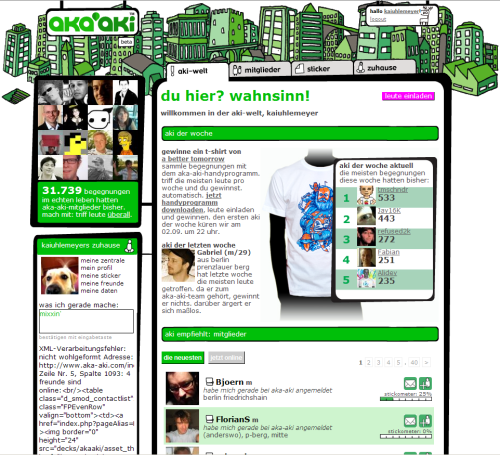 hallo kaiuhlemeyer
logout
aka'aki
beta
aki-welt
mitglieder
sticker
zuhause
du hier? wahnsinn!
leute einladen
willkommen in der aki-welt, kaiuhlemeyer
aki der woche
gewinne ein t-shirt von
a better tomorrow
sammle begegnungen mit
dem aka-aki-handyprogramm.
triff die meisten leute pro
woche und du gewinnst.
automatisch. jetzt
handyprogramm
downloaden, leute einladen
und gewinnen. den ersten aki
der woche küren wir am
02.09. um 22 uhr.
aki der letzten woche
Gabriel (m/29)
aus berlin
prenzlauer berg
hat letzte woche
die meisten leute
getroffen. da er zum
aka-aki-team gehört, gewinnt
er nichts. darüber ärgert er
sich maßlos.
aki der woche aktuell
die meisten begegnungen
diese woche hatten bisher:
1
533
2 Jay16K
443
3 refused2k
272
4 Fabian
251
5 Alidey
235
31.739 begegnungen
im echten leben hatten
aka-aki-mitglieder bisher.
mach mit: triff leute überall.
kaiuhlemeyers zuhause
meine zentrale
mein profil
meine sticker
meine freunde
meine daten
was ich gerade mache:
mixxin'
bestätige mit eingabetaste
XML-Verarbeitungsfehler:
nicht wohlgeformt Adresse:
http://www.aka-aki.com/in
Zeile Nr. 5, Spalte 1093: 4
freunde sind
online:<br/><table
class="d_smod_contactlist"
class="FPEvenRow"
valign="bottom"><td><a
href="index.php?pageAlias=
><img border="0"
height="24"
src="decks/akaaki/asset_th
aki empfiehlt: mitglieder
die neuesten
jetzt online
1 2 3 4 5 . 40 >
Bjoern m
habe mich gerade bei aka-aki angemeldet
berlin friedrichshain
stickometer: 25%
FlorianS m
habe mich gerade bei aka-aki angemeldet
(anderswo), p-berg, mitte
stickometer: 0%